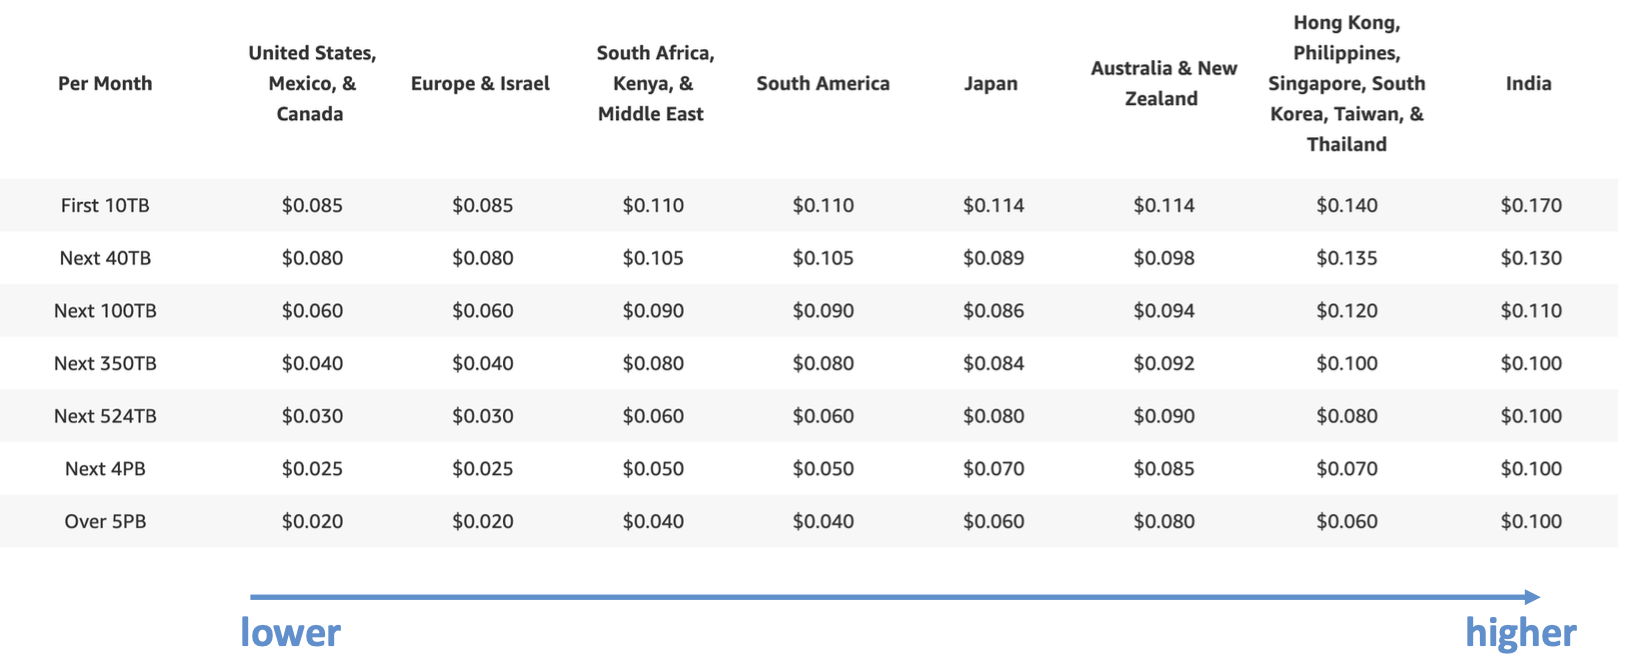 Per Month
United States,
Mexico, &
Canada
Europe & Israel
South Africa,
Kenya, &
Middle East
South America
Japan
Australia & New
Zealand
Hong Kong,
Philippines,
Singapore, South
Korea, Taiwan, &
Thailand
India
First 10TB $0.085 $0.085 $0.110 $0.110 $0.114 $0.114 $0.140 $0.170
Next 40TB $0.080 $0.080 $0.105 $0.105 $0.089 $0.098 $0.135 $0.130
Next 100TB $0.060 $0.060 $0.090 $0.090 $0.086 $0.094 $0.120 $0.110
Next 350TB $0.040 $0.040 $0.080 $0.080 $0.084 $0.092 $0.100 $0.100
Next 524TB $0.030 $0.030 $0.060 $0.060 $0.080 $0.090 $0.080 $0.100
Next 4PB $0.025 $0.025 $0.050 $0.050 $0.070 $0.085 $0.070 $0.100
Over 5PB $0.020 $0.020 $0.040 $0.040 $0.060 $0.080 $0.060 $0.100
lower higher